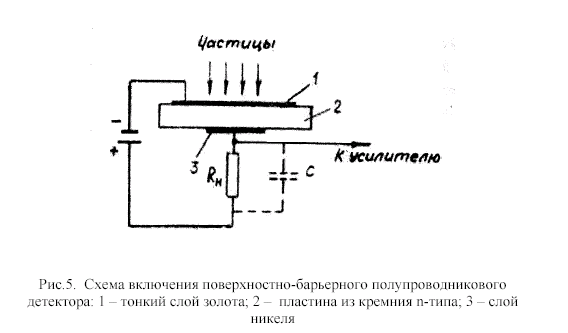 Частицы
1
2
-
+
3
Rн
C
К усилителю
Рис.5. Схема включения поверхностно-барьерного полупроводникового
детектора: 1 – тонкий слой золота; 2 – пластина из кремния n-типа; 3 – слой
никеля